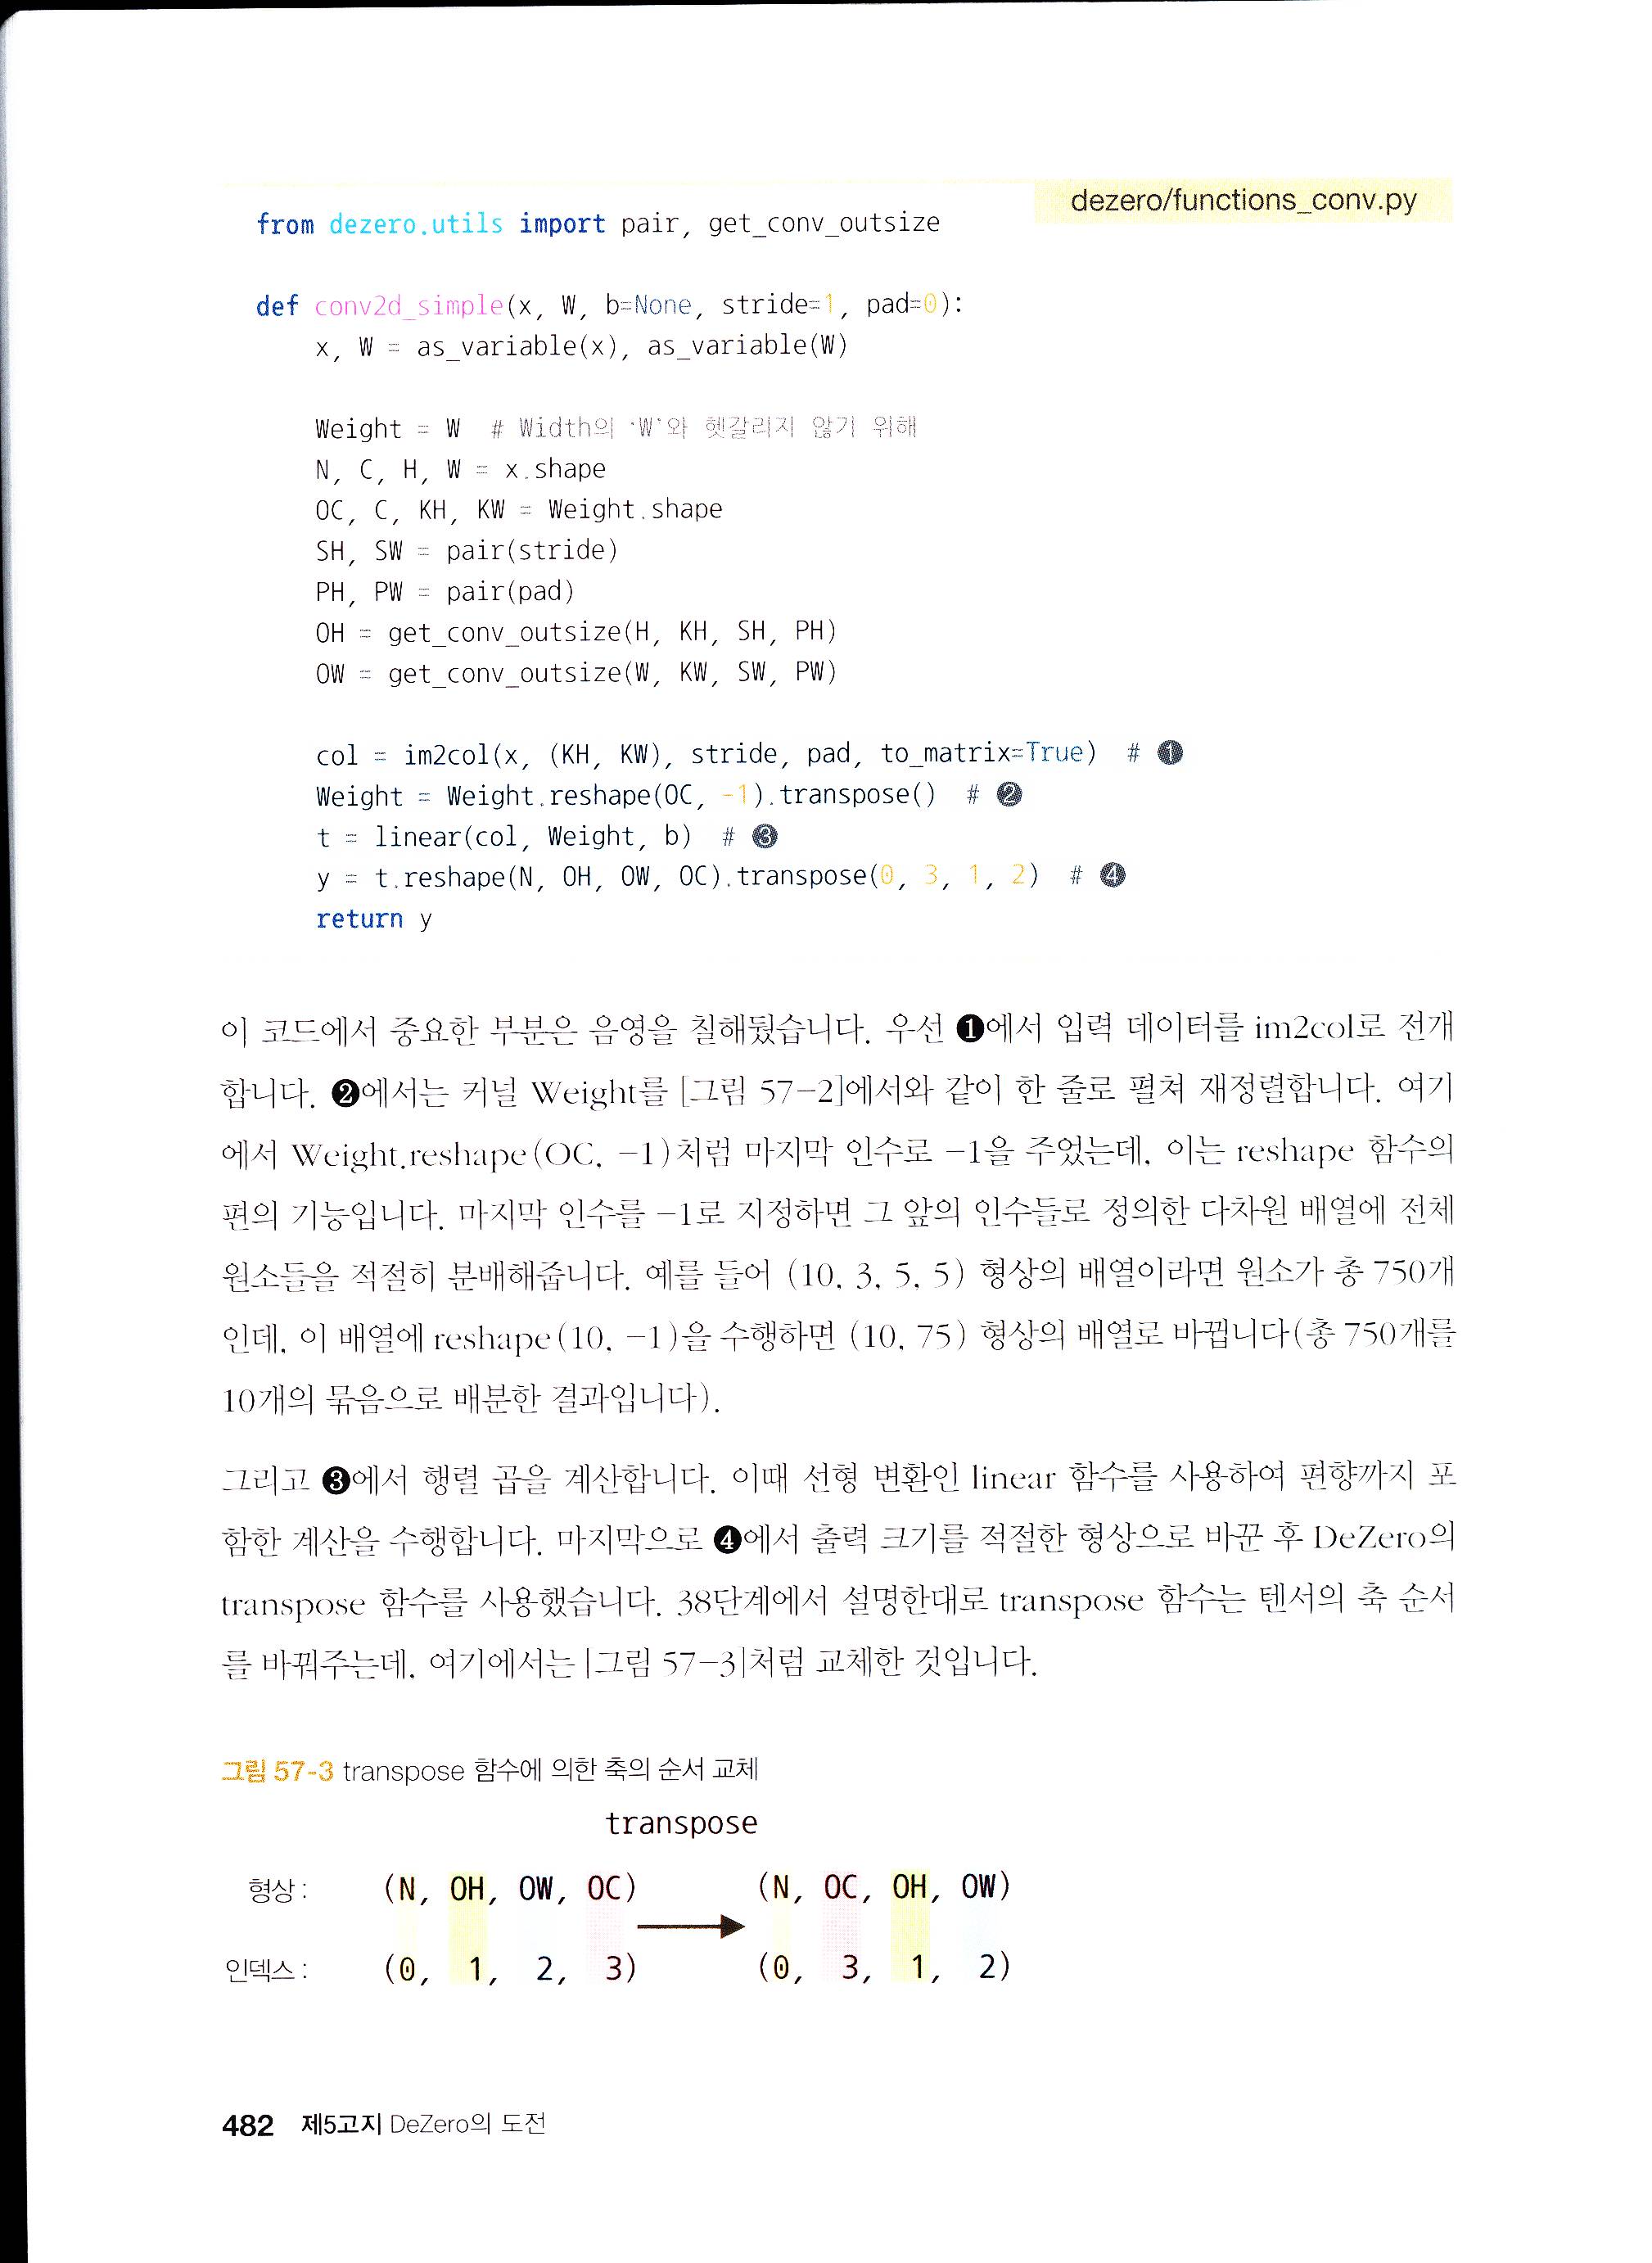 dezero/functions_conv.py
from dezero.utils import pair, get_conv_outsize
def conv2d_simple(x, W, b=None, stride=1, pad=0):
x, W = as_variable(x), as_variable(W)
Weight = W # Width의 'W'와 헷갈리지 않기 위해
N, C, H, W = x.shape
OC, C, KH, KW = Weight.shape
SH, SW = pair(stride)
PH, PW = pair(pad)
OH = get_conv_outsize(H, KH, SH, PH)
OW = get_conv_outsize(W, KW, SW, PW)
col = im2col(x, (KH, KW), stride, pad, to_matrix=True) # ❶
Weight = Weight.reshape(OC, -1).transpose() # ❷
t = linear(col, Weight, b) # ❸
y = t.reshape(N, OH, OW, OC).transpose(0, 3, 1, 2) # ❹
return y
이 코드에서 중요한 부분은 음영을 칠해뒀습니다. 우선 ❶에서 입력 데이터를 im2col로 전개
합니다. ❷에서는 커널 Weight를 [그림 57-2]에서와 같이 한 줄로 펼쳐 재정렬합니다. 여기
에서 Weight.reshape(OC, -1)처럼 마지막 인수로 -1을 주었는데, 이는 reshape 함수의
편의 기능입니다. 마지막 인수를 -1로 지정하면 그 앞의 인수들로 정의한 다차원 배열에 전체
원소들을 적절히 분배해줍니다. 예를 들어 (10, 3, 5, 5) 형상의 배열이라면 원소가 총 750개
인데, 이 배열에 reshape(10, -1)을 수행하면 (10, 75) 형상의 배열로 바뀝니다(총 750개를
10개의 묶음으로 배분한 결과입니다).
그리고 ❸에서 행렬 곱을 계산합니다. 이때 선형 변환인 linear 함수를 사용하여 편향까지 포
함한 계산을 수행합니다. 마지막으로 ❹에서 출력 크기를 적절한 형상으로 바꾼 후 DeZero의
transpose 함수를 사용했습니다. 38단계에서 설명한대로 transpose 함수는 텐서의 축 순서
를 바꿔주는데, 여기에서는 [그림 57-3]처럼 교체한 것입니다.
그림 57-3 transpose 함수에 의한 축의 순서 교체
transpose
형상 : (N, OH, OW, OC) (N, OC, OH, OW)
인덱스 : (0, 1, 2, 3) (0, 3, 1, 2)
482 제5고지 DeZero의 도전